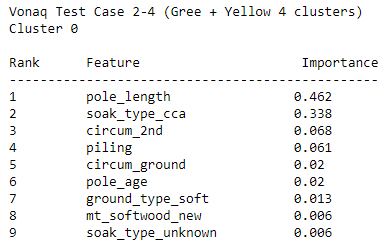 Vonaq Test Case 2-4 (Gree + Yellow 4 clusters)
Cluster 0
Rank Feature Importance
--------------------------------------------------
1 pole_length 0.462
2 soak_type_cca 0.338
3 circum_2nd 0.068
4 piling 0.061
5 circum_ground 0.02
6 pole_age 0.02
7 ground_type_soft 0.013
8 mt_softwood_new 0.006
9 soak_type_unknown 0.006